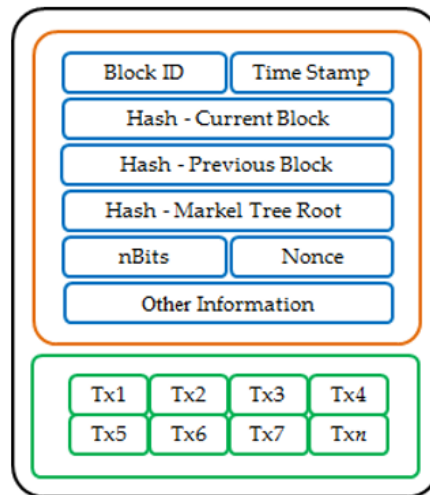 Block ID Time Stamp
Hash - Current Block
Hash - Previous Block
Hash - Markel Tree Root
nBits Nonce
Other Information
Tx1 Tx2 Tx3 Tx4
Tx5 Tx6 Tx7 Txn